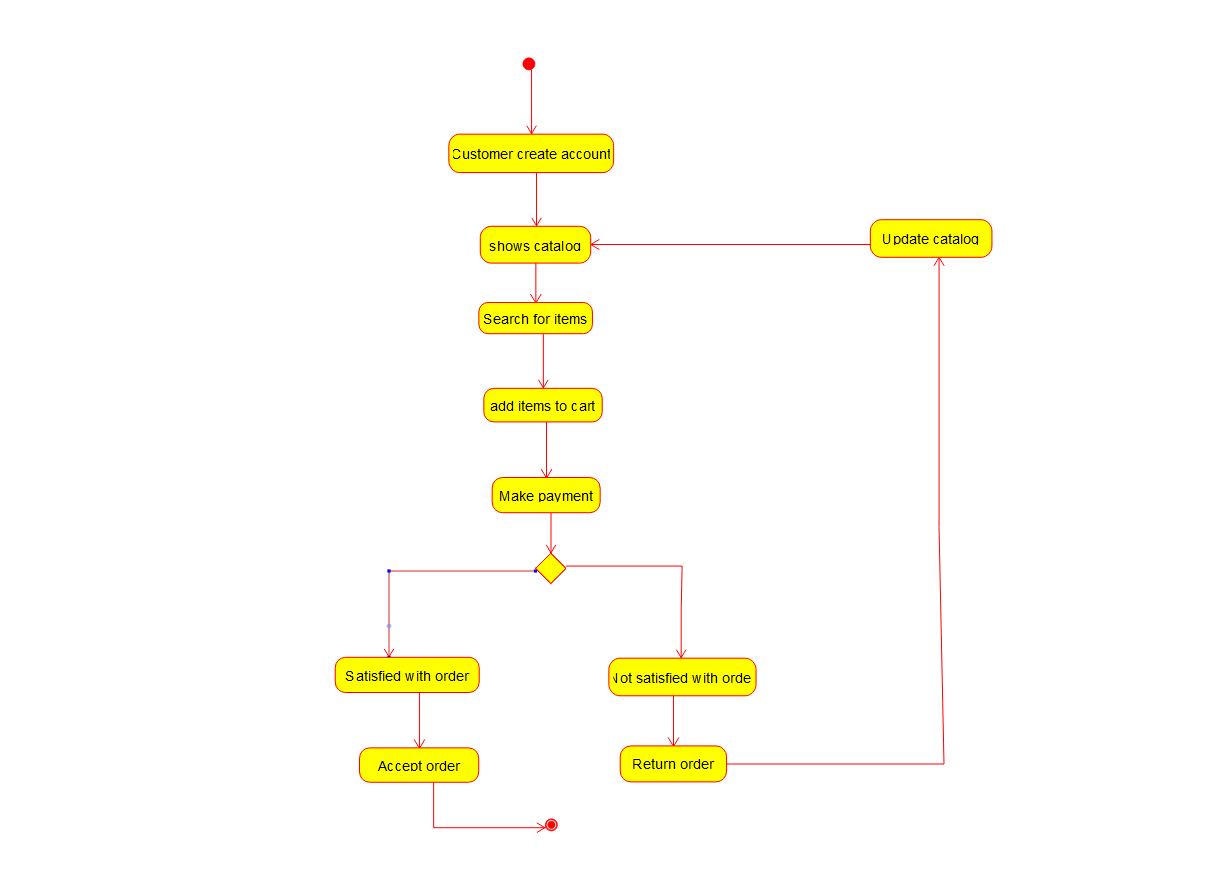 Customer create account
shows catalog
Update catalog
Search for items
add items to cart
Make payment
Satisfied with order
Not satisfied with orde
Accept order
Return order